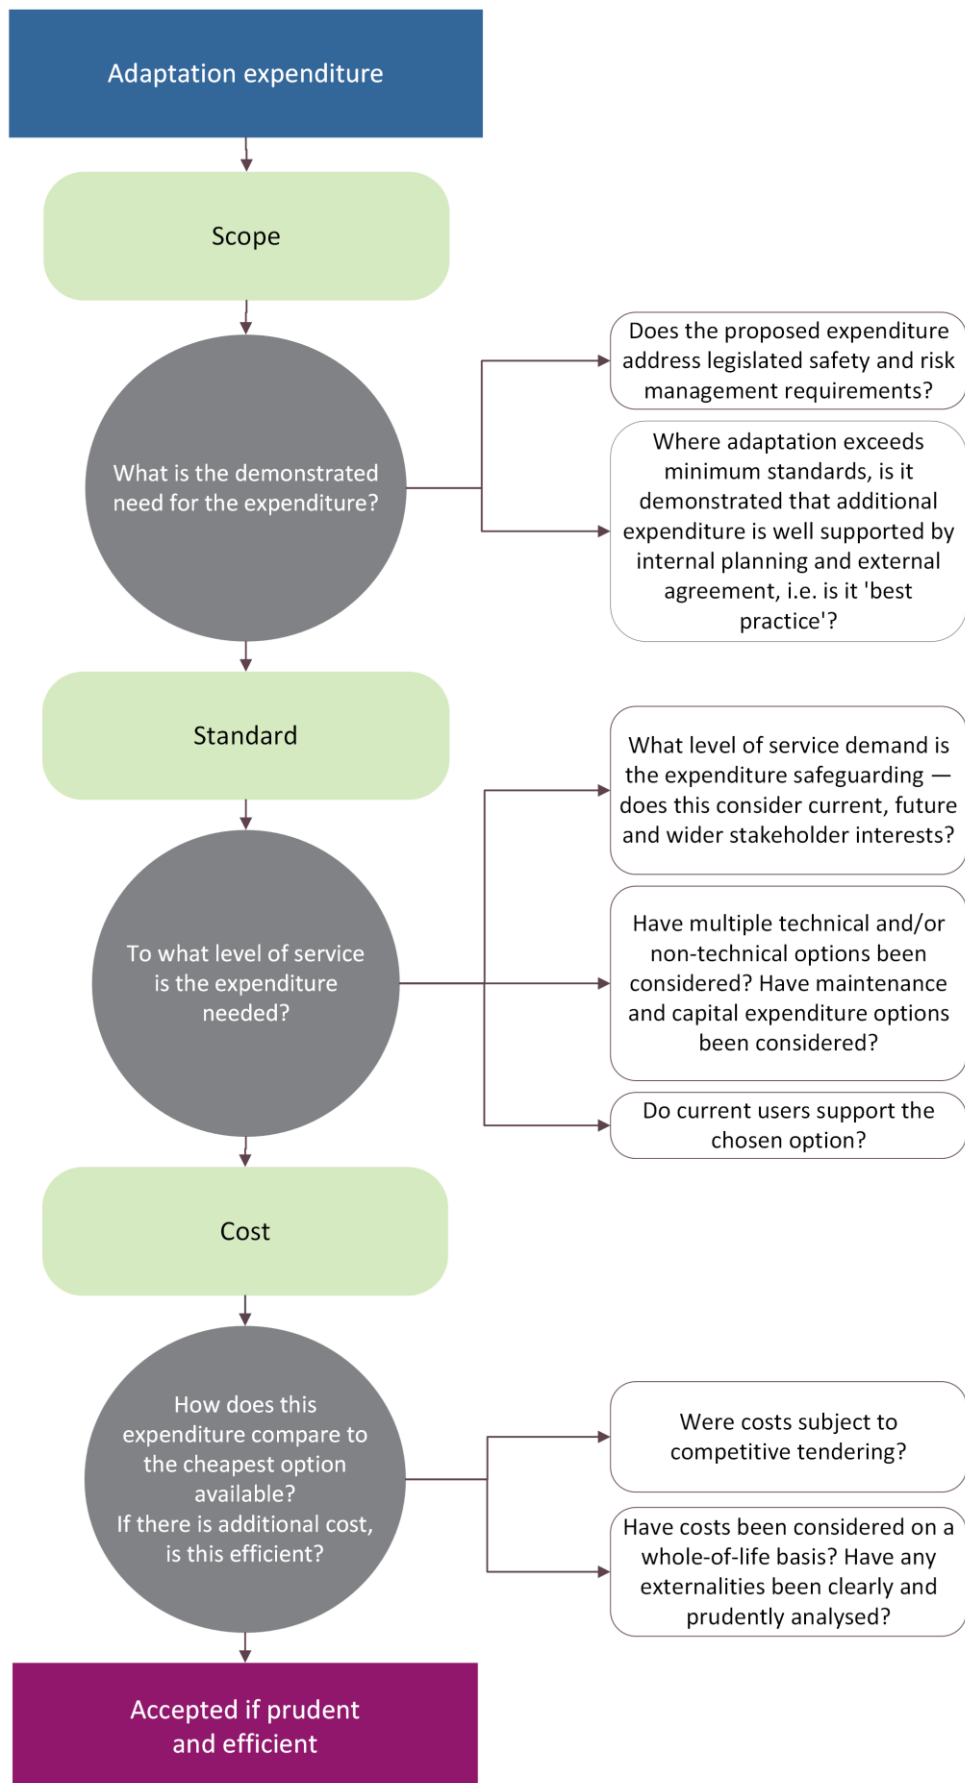 Adaptation expenditure
Scope
What is the demonstrated
need for the expenditure?
Does the proposed expenditure
address legislated safety and risk
management requirements?
Where adaptation exceeds
minimum standards, is it
demonstrated that additional
expenditure is well supported by
internal planning and external
agreement, i.e. is it 'best
practice'?
Standard
To what level of service
is the expenditure
needed?
What level of service demand is
the expenditure safeguarding —
does this consider current, future
and wider stakeholder interests?
Have multiple technical and/or
non-technical options been
considered? Have maintenance
and capital expenditure options
been considered?
Do current users support the
chosen option?
Cost
How does this
expenditure compare to
the cheapest option
available?
If there is additional cost,
is this efficient?
Were costs subject to
competitive tendering?
Have costs been considered on a
whole-of-life basis? Have any
externalities been clearly and
prudently analysed?
Accepted if prudent
and efficient